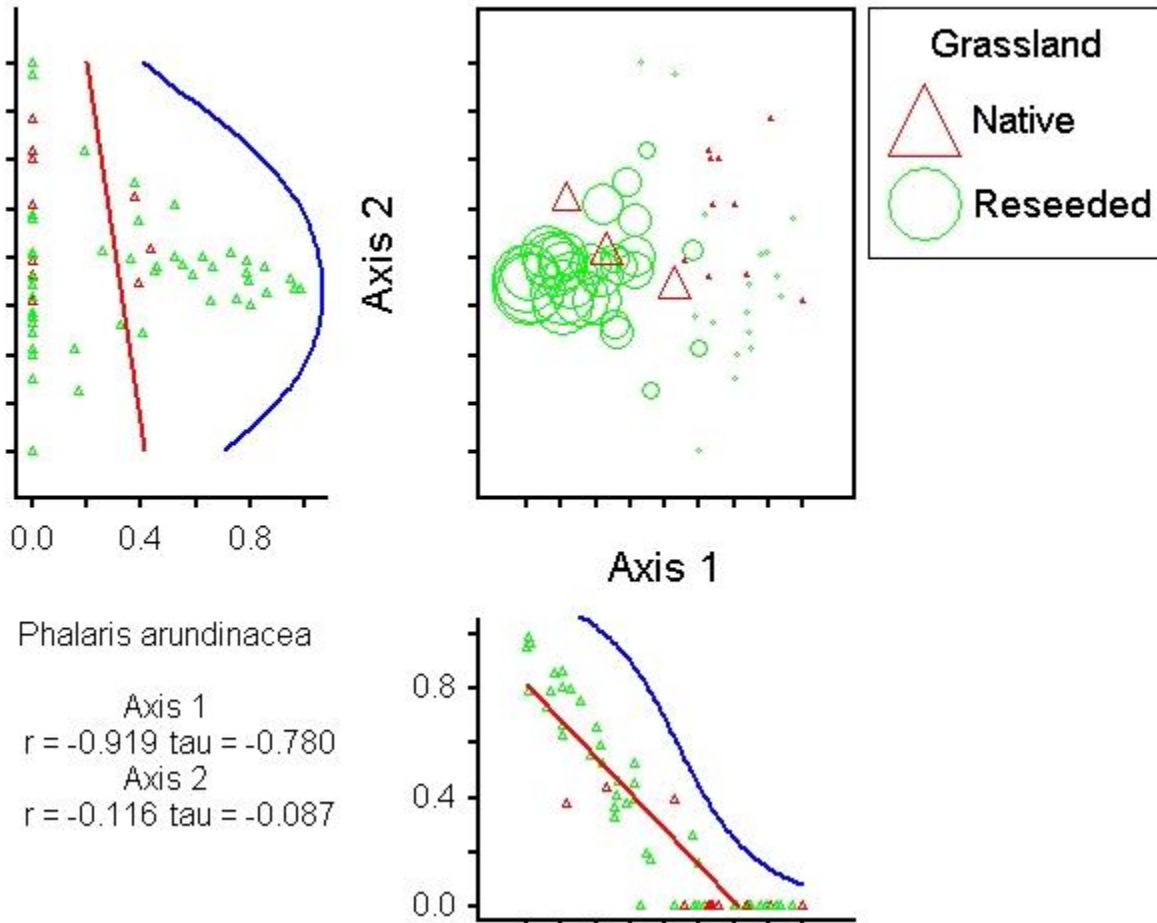 Grassland
Native
Reseeded
Axis 2
0.0 0.4 0.8
Axis 1
Phalaris arundinacea
Axis 1
r = -0.919 tau = -0.780
Axis 2
r = -0.116 tau = -0.087
0.8
0.4
0.0